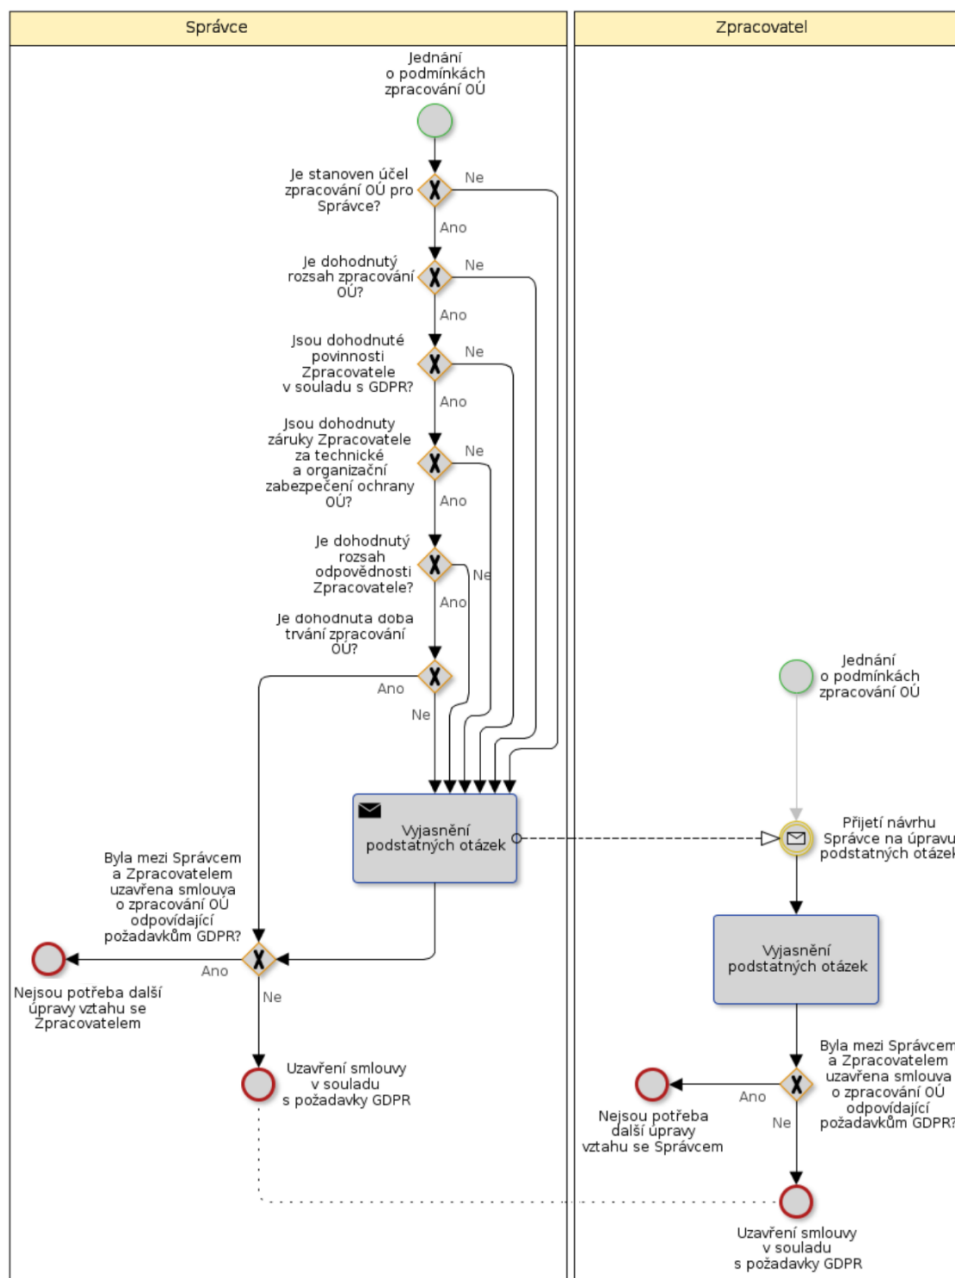 Správce
Zpracovatel
Jednání
o podmínkách
zpracování OÚ
Je stanoven účel
zpracování OÚ pro
Správce?
Ne
Ano
Je dohodnutý
rozsah zpracování
OÚ?
Ne
Ano
Jsou dohodnuté
povinnosti
Zpracovatele
v souladu s GDPR?
Ne
Ano
Jsou dohodnuty
záruky Zpracovatele
za technické
a organizační
zabezpečení ochrany
OÚ?
Ne
Ano
Je dohodnutý
rozsah
odpovědnosti
Zpracovatele?
Ne
Ano
Je dohodnuta doba
trvání zpracování
OÚ?
Ano
Ne
Vyjasnění
podstatných otázek
Byla mezi Správcem
a Zpracovatelem
uzavřena smlouva
o zpracování OÚ
odpovídající
požadavkům GDPR?
Ano
Ne
Nejsou potřeba další
úpravy vztahu se
Zpracovatelem
Uzavření smlouvy
v souladu
s požadavky GDPR
Jednání
o podmínkách
zpracování OÚ
Přijetí návrhu
Správce na úpravu
podstatných otázek
Vyjasnění
podstatných otázek
Byla mezi Správcem
a Zpracovatelem
uzavřena smlouva
o zpracování OÚ
odpovídající
požadavkům GDPR?
Ano
Ne
Nejsou potřeba
další úpravy
vztahu se Správcem
Uzavření smlouvy
v souladu
s požadavky GDPR